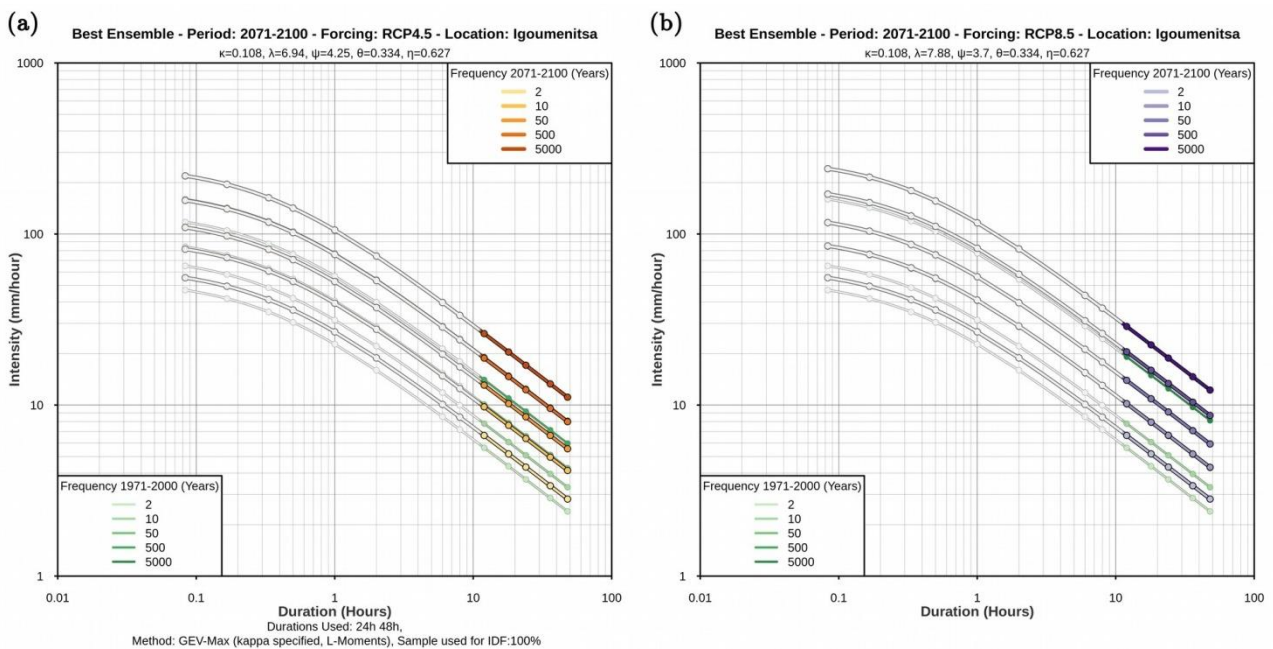 (a)
Best Ensemble - Period: 2071-2100 - Forcing: RCP4.5 - Location: Igoumenitsa
κ=0.108, λ=6.94, ψ=4.25, θ=0.334, η=0.627
Frequency 2071-2100 (Years)
2
10
50
500
5000
Intensity (mm/hour)
1000
100
10
1
Frequency 1971-2000 (Years)
2
10
50
500
5000
0.01
0.1
1
10
100
Duration (Hours)
Durations Used: 24h 48h,
Method: GEV-Max (kappa specified, L-Moments), Sample used for IDF:100%
(b)
Best Ensemble - Period: 2071-2100 - Forcing: RCP8.5 - Location: Igoumenitsa
κ=0.108, λ=7.88, ψ=3.7, θ=0.334, η=0.627
Frequency 2071-2100 (Years)
2
10
50
500
5000
Intensity (mm/hour)
1000
100
10
1
Frequency 1971-2000 (Years)
2
10
50
500
5000
0.01
0.1
1
10
100
Duration (Hours)